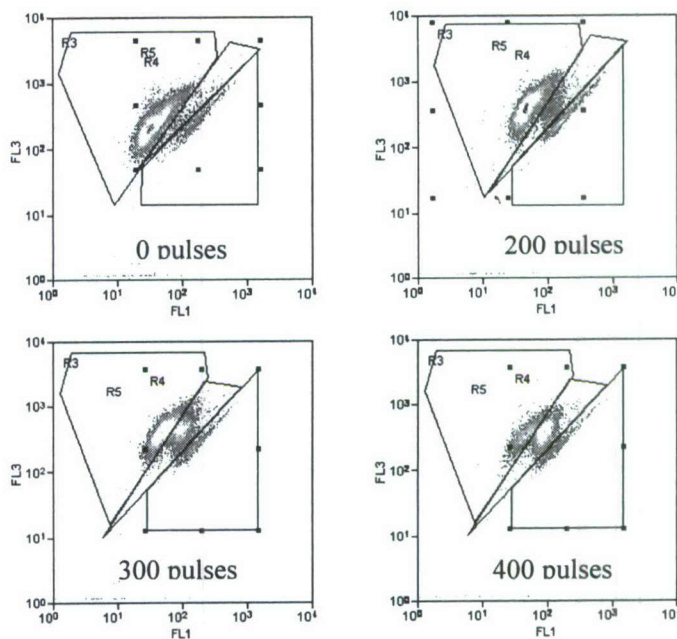 10⁴
10³
10²
10¹
10⁰
FL3
R3
R5
R4
0 pulses
10⁰ 10¹ 10² 10³ 10⁴
FL1
10⁴
10³
10²
10¹
10⁰
FL3
R3
R5
R4
200 pulses
10⁰ 10¹ 10² 10³ 10⁴
FL1
10⁴
10³
10²
10¹
10⁰
FL3
R3
R4
R5
300 pulses
10⁰ 10¹ 10² 10³ 10⁴
FL1
10⁴
10³
10²
10¹
10⁰
FL3
R3
R4
R5
400 pulses
10⁰ 10¹ 10² 10³ 10⁴
FL1